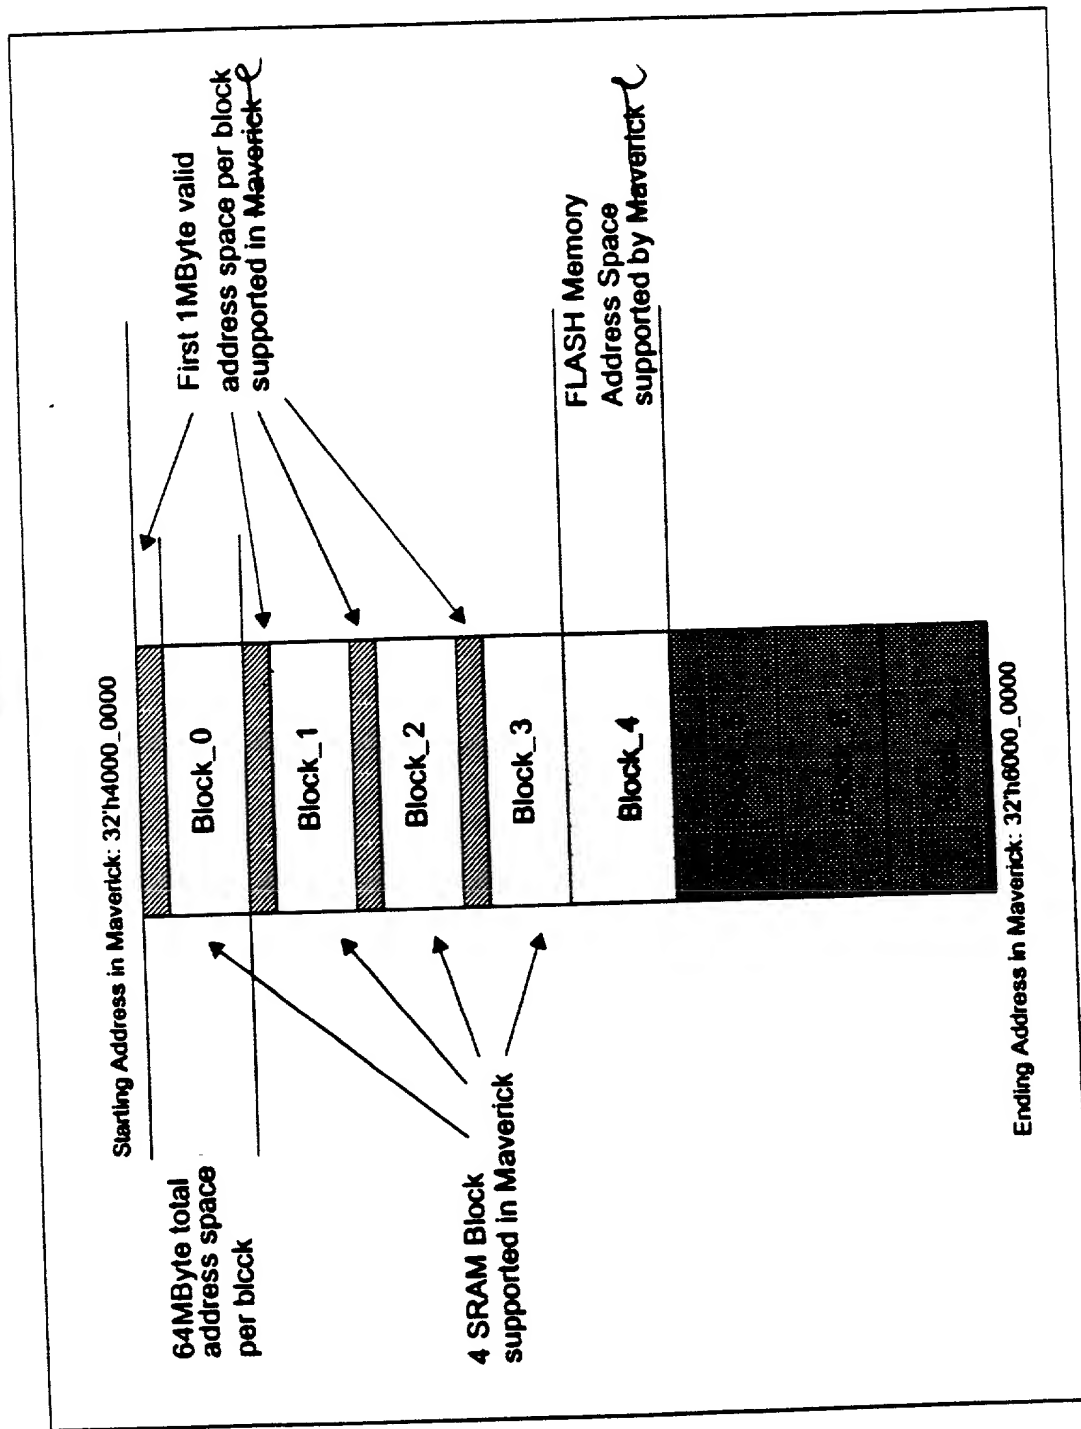 Starting Address in Maverick: 32'h4000_0000
64MByte total
address space
per block
4 SRAM Block
supported in Maverick
Block_0
Block_1
Block_2
Block_3
Block_4
First 1MByte valid
address space per block
supported in Maverick
FLASH Memory
Address Space
supported by Maverick
Ending Address in Maverick: 32'h6000_0000